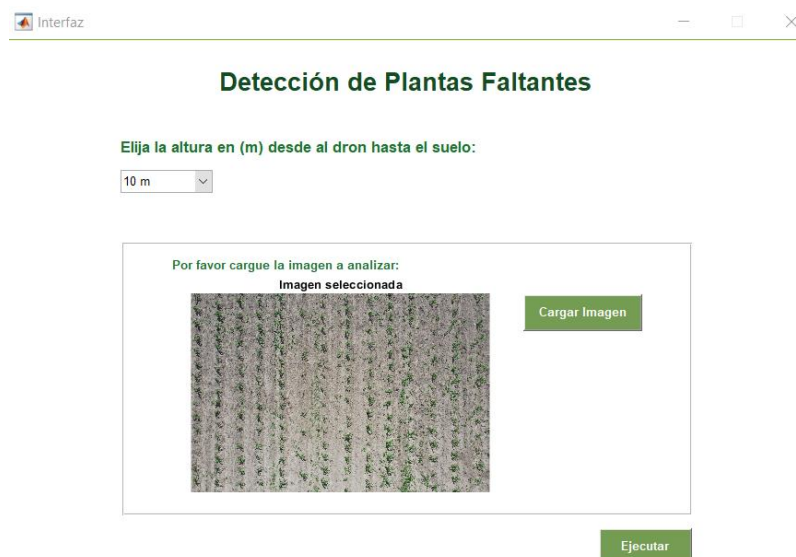 Interfaz
Detección de Plantas Faltantes
Elija la altura en (m) desde al dron hasta el suelo:
10 m
Por favor cargue la imagen a analizar:
Imagen seleccionada
Cargar Imagen
Ejecutar